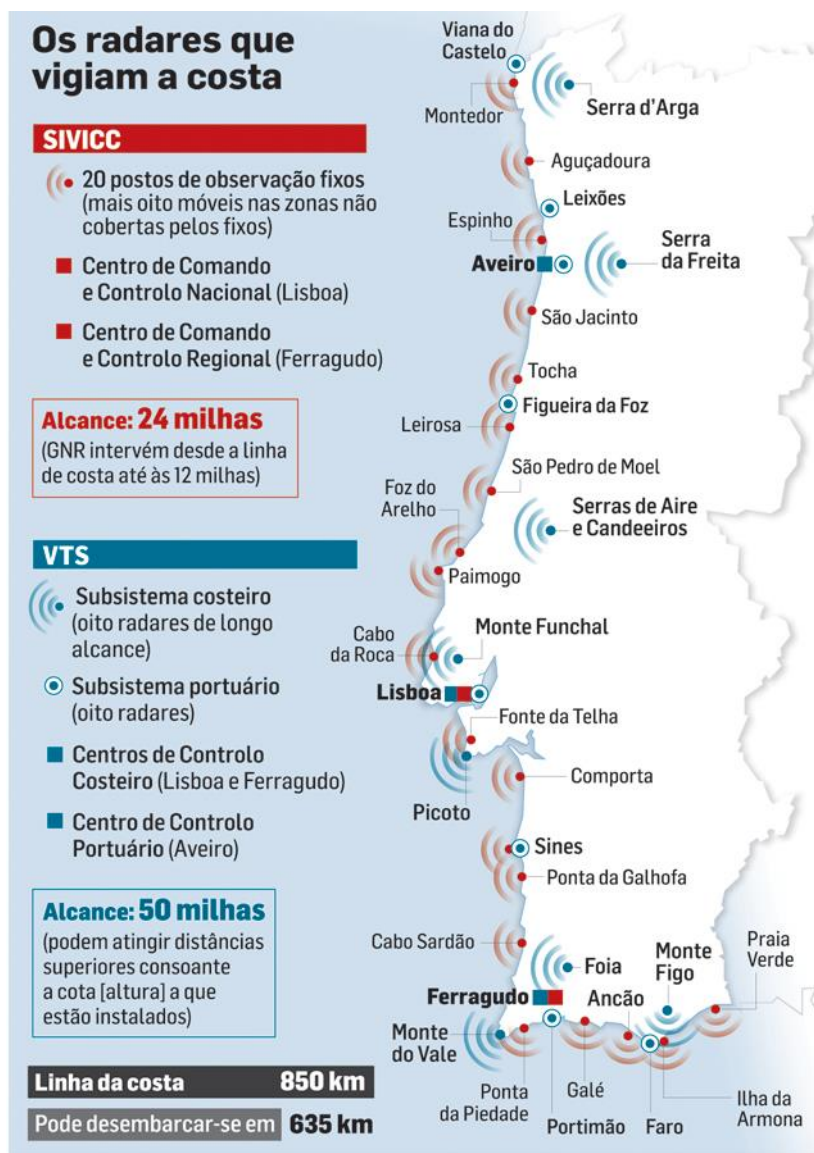 Os radares que
vigiam a costa
SIVICC
20 postos de observação fixos
(mais oito móveis nas zonas não
cobertas pelos fixos)
Centro de Comando
e Controlo Nacional (Lisboa)
Centro de Comando
e Controlo Regional (Ferragudo)
Alcance: 24 milhas
(GNR intervém desde a linha
de costa até às 12 milhas)
VTS
Subsistema costeiro
(oito radares de longo
alcance)
Subsistema portuário
(oito radares)
Centros de Controlo
Costeiro (Lisboa e Ferragudo)
Centro de Controlo
Portuário (Aveiro)
Alcance: 50 milhas
(podem atingir distâncias
superiores consoante
a cota [altura] a que
estão instalados)
Linha da costa 850 km
Pode desembarcar-se em 635 km
Viana do
Castelo
Montedor
Serra d'Arga
Aguçadoura
Leixões
Espinho
Aveiro
Serra
da Freita
São Jacinto
Tocha
Figueira da Foz
Leirosa
São Pedro de Moel
Foz do
Arelho
Serras de Aire
e Candeeiros
Paimogo
Cabo
da Roca
Monte Funchal
Lisboa
Fonte da Telha
Comporta
Picoto
Sines
Ponta da Galhofa
Cabo Sardão
Foia
Monte
Figo
Praia
Verde
Ferragudo
Ancão
Monte
do Vale
Ponta
da Piedade
Galé
Portimão
Faro
Ilha da
Armona